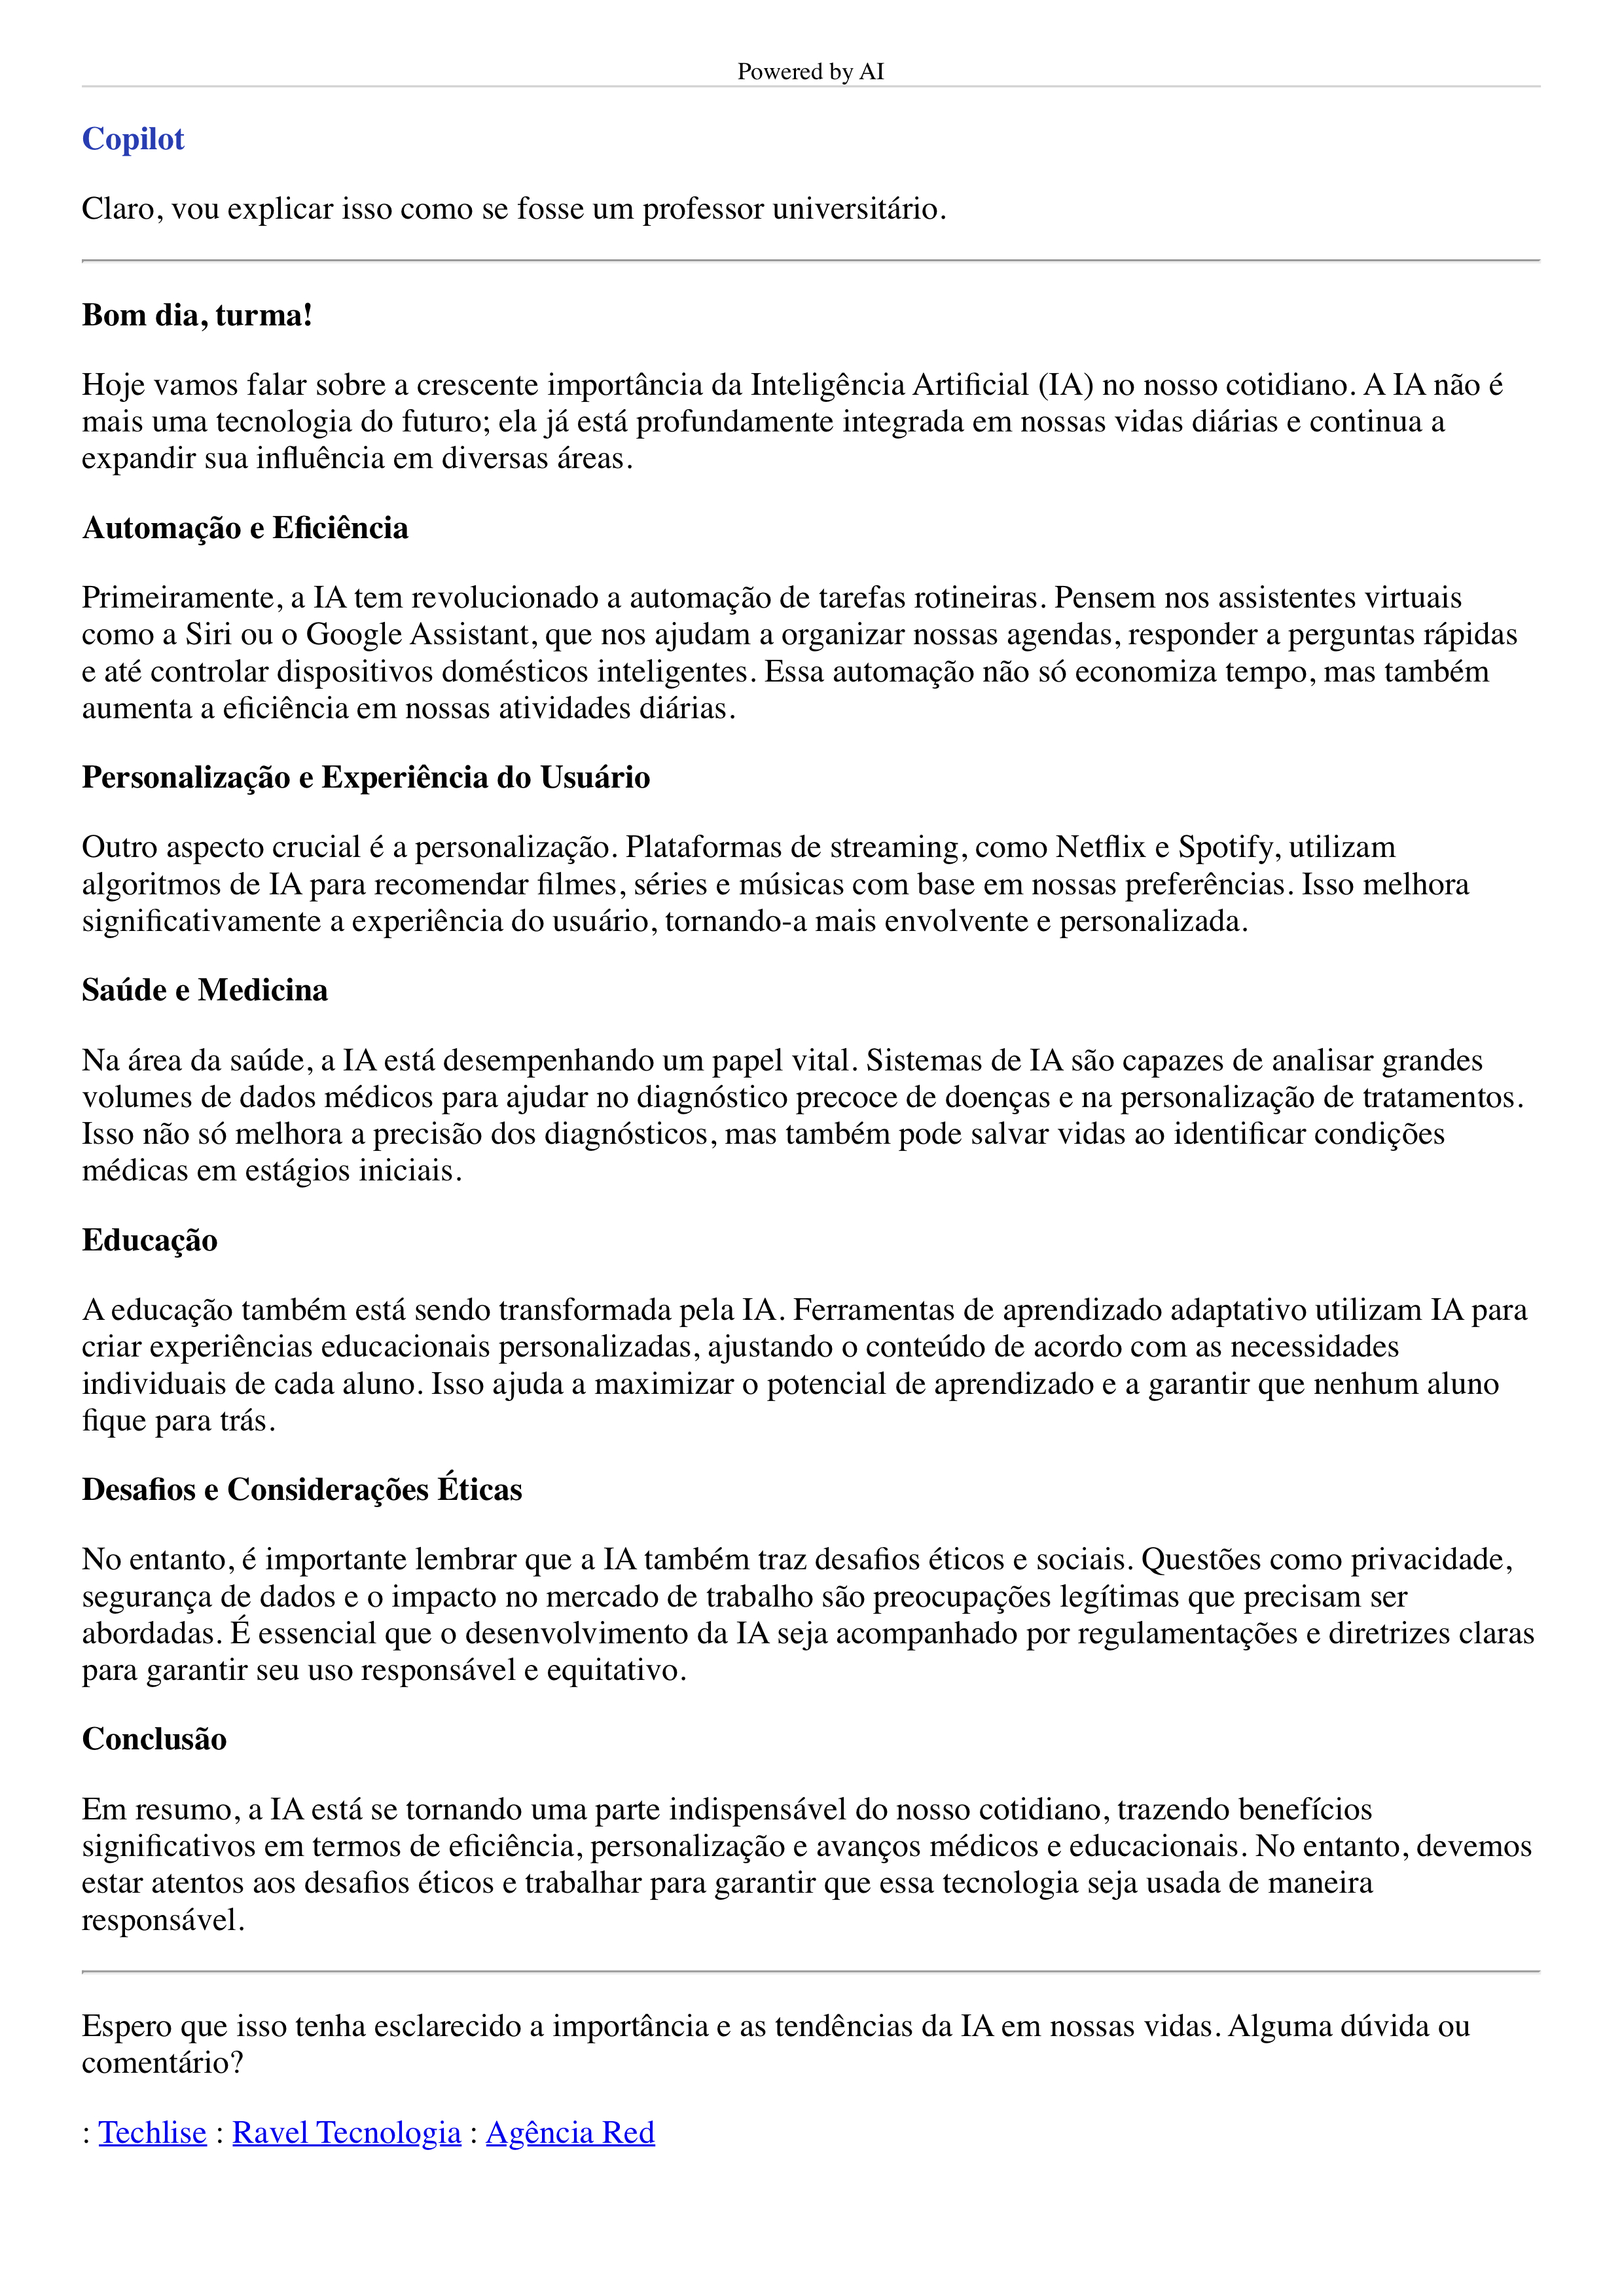 Powered by AI
Copilot
Claro, vou explicar isso como se fosse um professor universitário.
Bom dia, turma!
Hoje vamos falar sobre a crescente importância da Inteligência Artificial (IA) no nosso cotidiano. A IA não é
mais uma tecnologia do futuro; ela já está profundamente integrada em nossas vidas diárias e continua a
expandir sua influência em diversas áreas.
Automação e Eficiência
Primeiramente, a IA tem revolucionado a automação de tarefas rotineiras. Pensem nos assistentes virtuais
como a Siri ou o Google Assistant, que nos ajudam a organizar nossas agendas, responder a perguntas rápidas
e até controlar dispositivos domésticos inteligentes. Essa automação não só economiza tempo, mas também
aumenta a eficiência em nossas atividades diárias.
Personalização e Experiência do Usuário
Outro aspecto crucial é a personalização. Plataformas de streaming, como Netflix e Spotify, utilizam
algoritmos de IA para recomendar filmes, séries e músicas com base em nossas preferências. Isso melhora
significativamente a experiência do usuário, tornando-a mais envolvente e personalizada.
Saúde e Medicina
Na área da saúde, a IA está desempenhando um papel vital. Sistemas de IA são capazes de analisar grandes
volumes de dados médicos para ajudar no diagnóstico precoce de doenças e na personalização de tratamentos.
Isso não só melhora a precisão dos diagnósticos, mas também pode salvar vidas ao identificar condições
médicas em estágios iniciais.
Educação
A educação também está sendo transformada pela IA. Ferramentas de aprendizado adaptativo utilizam IA para
criar experiências educacionais personalizadas, ajustando o conteúdo de acordo com as necessidades
individuais de cada aluno. Isso ajuda a maximizar o potencial de aprendizado e a garantir que nenhum aluno
fique para trás.
Desafios e Considerações Éticas
No entanto, é importante lembrar que a IA também traz desafios éticos e sociais. Questões como privacidade,
segurança de dados e o impacto no mercado de trabalho são preocupações legítimas que precisam ser
abordadas. É essencial que o desenvolvimento da IA seja acompanhado por regulamentações e diretrizes claras
para garantir seu uso responsável e equitativo.
Conclusão
Em resumo, a IA está se tornando uma parte indispensável do nosso cotidiano, trazendo benefícios
significativos em termos de eficiência, personalização e avanços médicos e educacionais. No entanto, devemos
estar atentos aos desafios éticos e trabalhar para garantir que essa tecnologia seja usada de maneira
responsável.
Espero que isso tenha esclarecido a importância e as tendências da IA em nossas vidas. Alguma dúvida ou
comentário?
: Techlise : Ravel Tecnologia : Agência Red